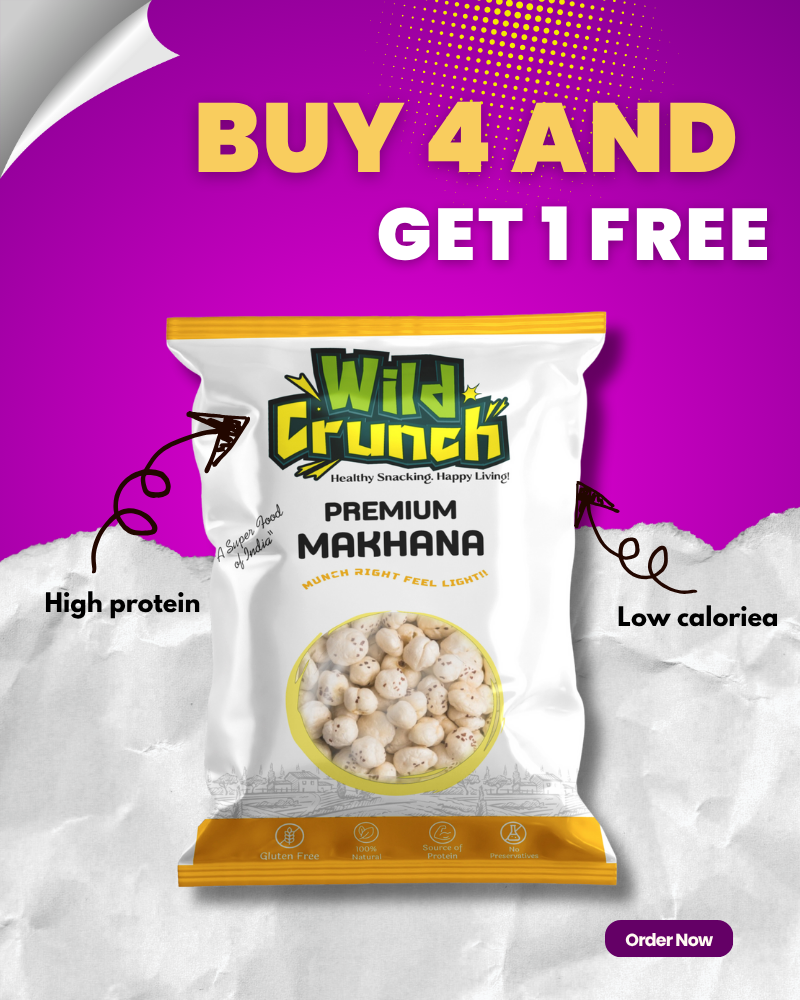 BUY 4 AND
GET 1 FREE
Wild
Crunch
Healthy Snacking. Happy Living!
PREMIUM
MAKHANA
"A Super Food
of India"
MUNCH RIGHT FEEL LIGHT!!
High protein
Low caloriea
Gluten Free
100%
Natural
Source of
Protein
No
Preservatives
Order Now